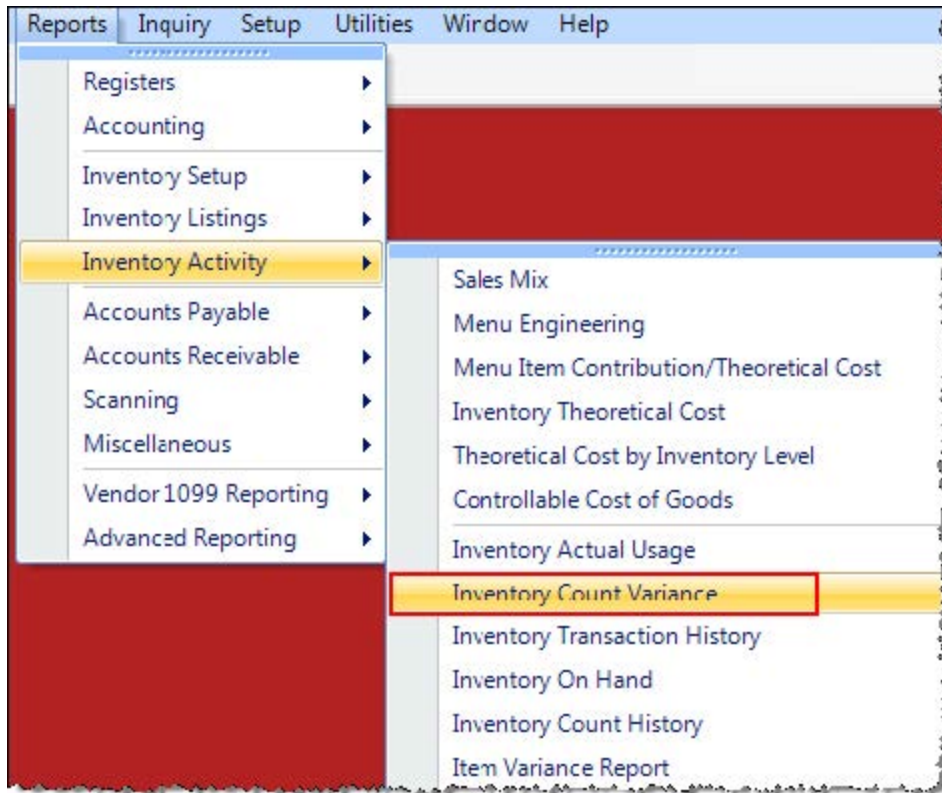 Reports Inquiry Setup Utilities Window Help
Registers
Accounting
Inventory Setup
Inventory Listings
Inventory Activity
Accounts Payable
Accounts Receivable
Scanning
Miscellaneous
Vendor 1099 Reporting
Advanced Reporting
Sales Mix
Menu Engineering
Menu Item Contribution/Theoretical Cost
Inventory Theoretical Cost
Theoretical Cost by Inventory Level
Controllable Cost of Goods
Inventory Actual Usage
Inventory Count Variance
Inventory Transaction History
Inventory On Hand
Inventory Count History
Item Variance Report